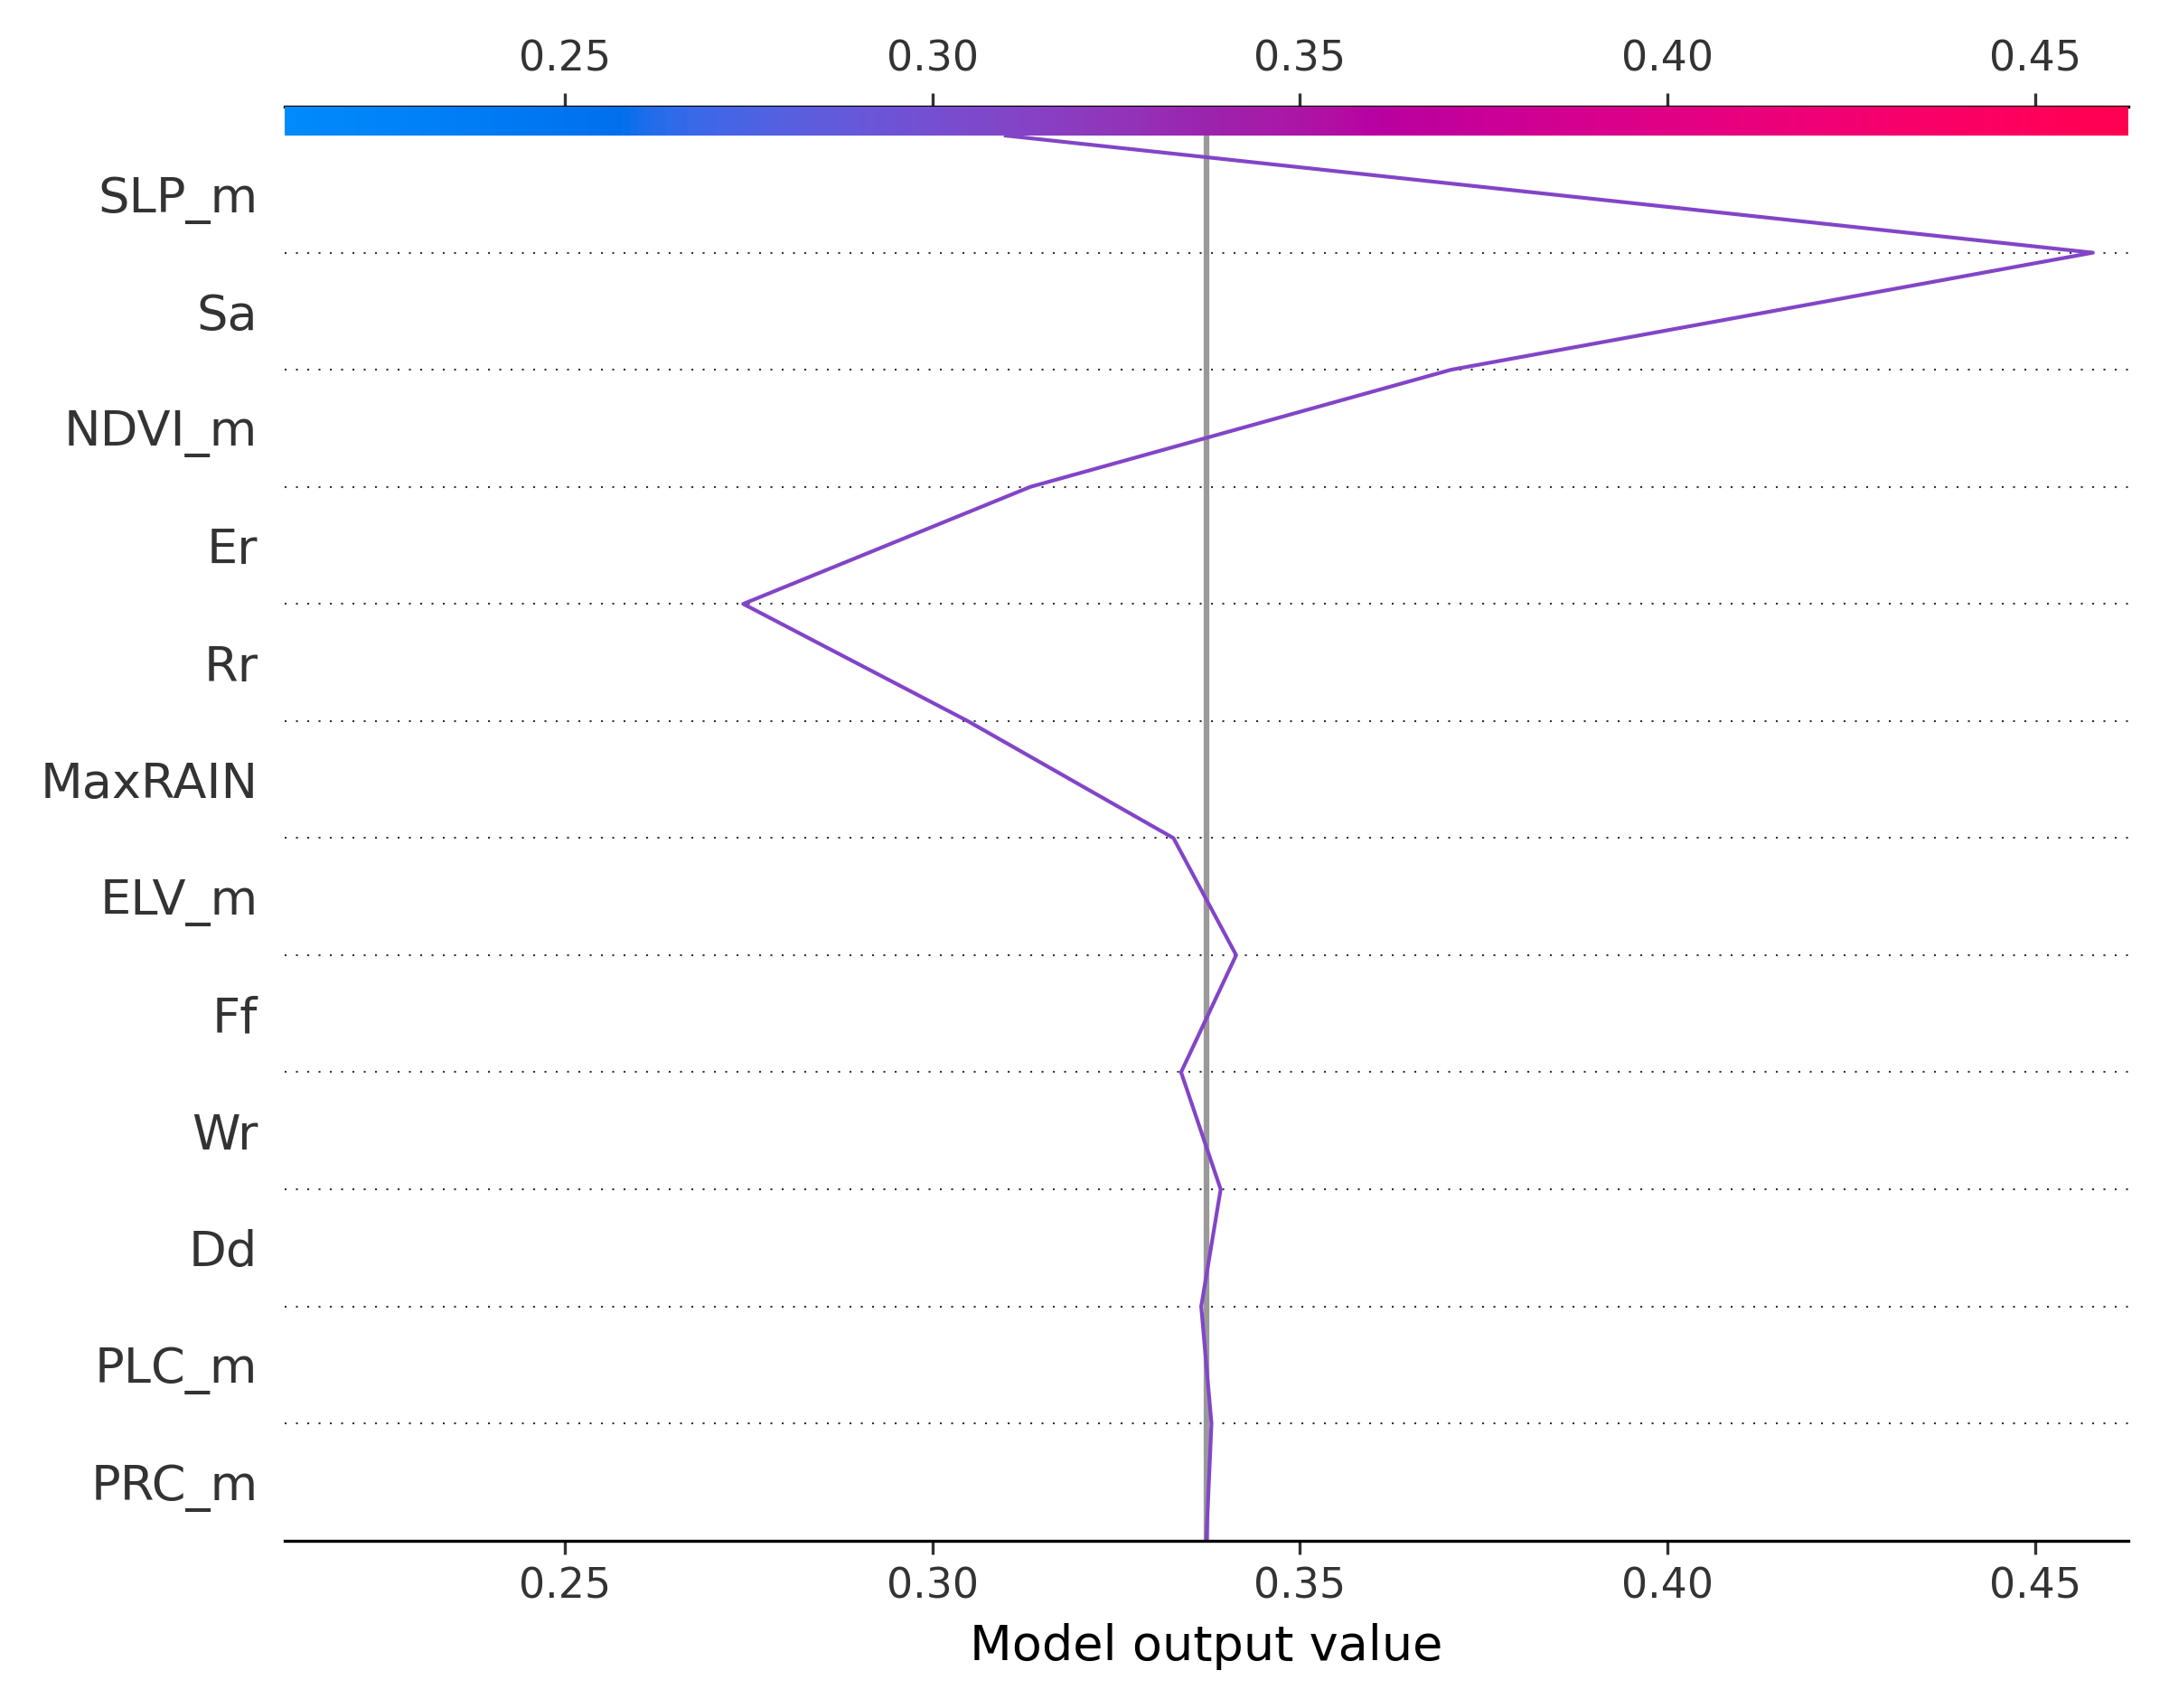 0.25 0.30 0.35 0.40 0.45
SLP_m
Sa
NDVI_m
Er
Rr
MaxRAIN
ELV_m
Ff
Wr
Dd
PLC_m
PRC_m
0.25 0.30 0.35 0.40 0.45
Model output value